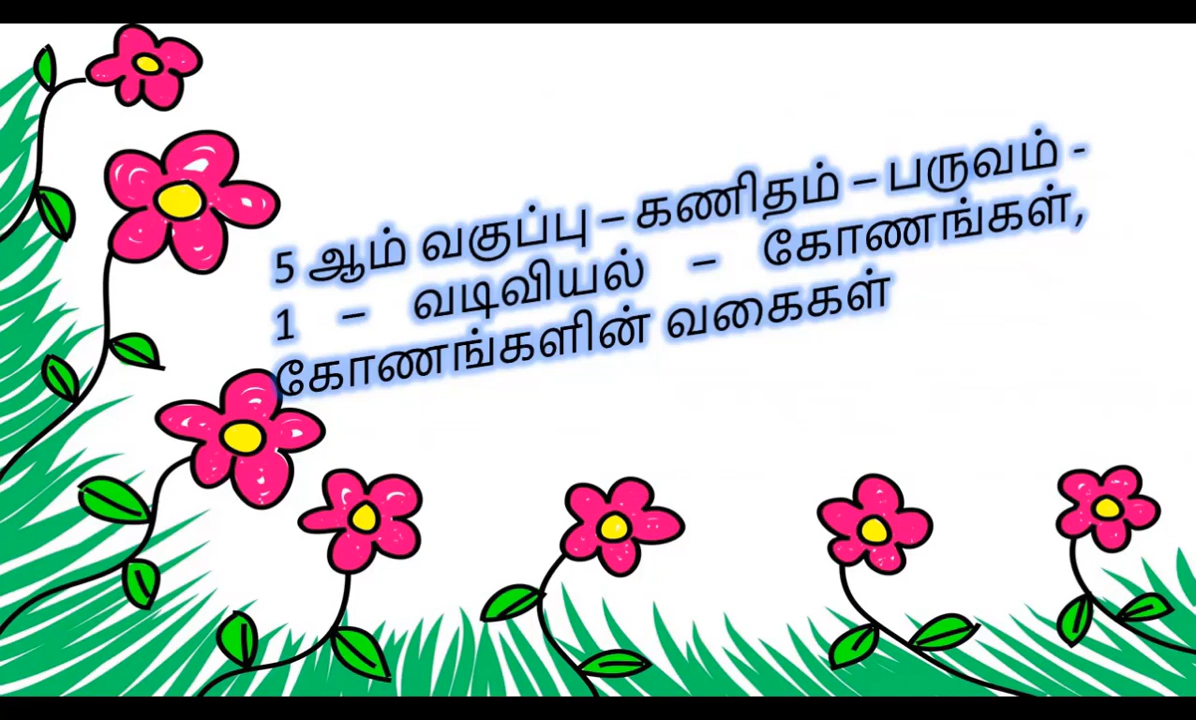 5 ஆம் வகுப்பு – கணிதம் – பருவம் -
1 – வடிவியல் – கோணங்கள்,
கோணங்களின் வகைகள்